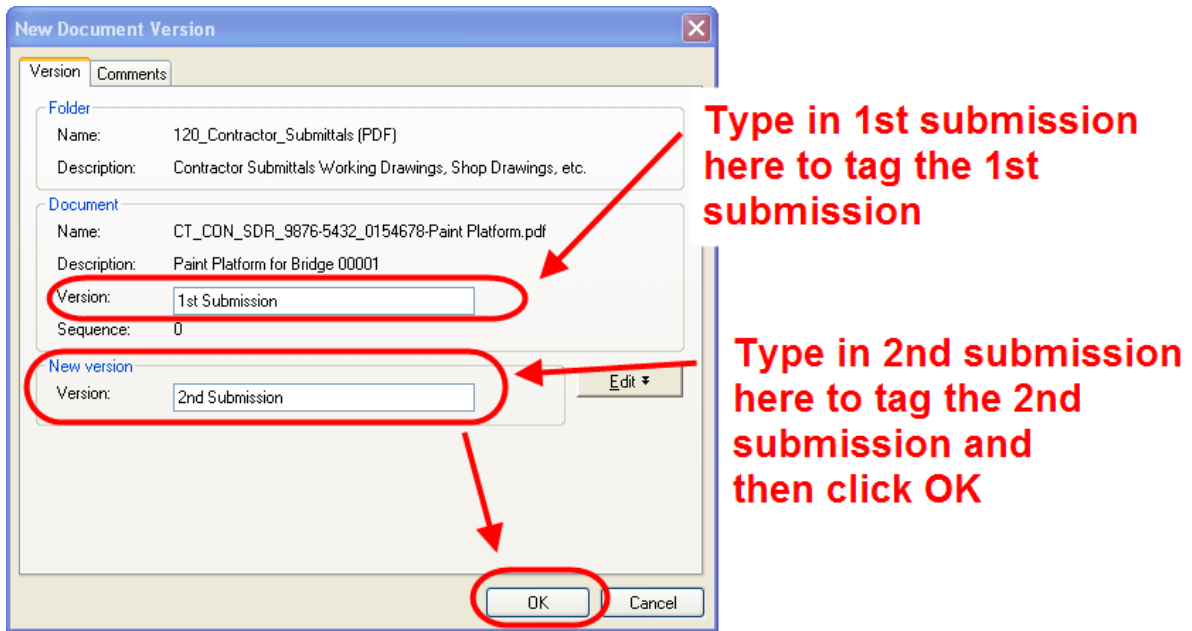 New Document Version
Version Comments
Folder
Name: 120_Contractor_Submittals (PDF)
Description: Contractor Submittals Working Drawings, Shop Drawings, etc.
Document
Name: CT_CON_SDR_9876-5432_0154678-Paint Platform.pdf
Description: Paint Platform for Bridge 00001
Version: 1st Submission
Sequence: 0
New version
Version: 2nd Submission
Edit
OK Cancel
Type in 1st submission
here to tag the 1st
submission
Type in 2nd submission
here to tag the 2nd
submission and
then click OK